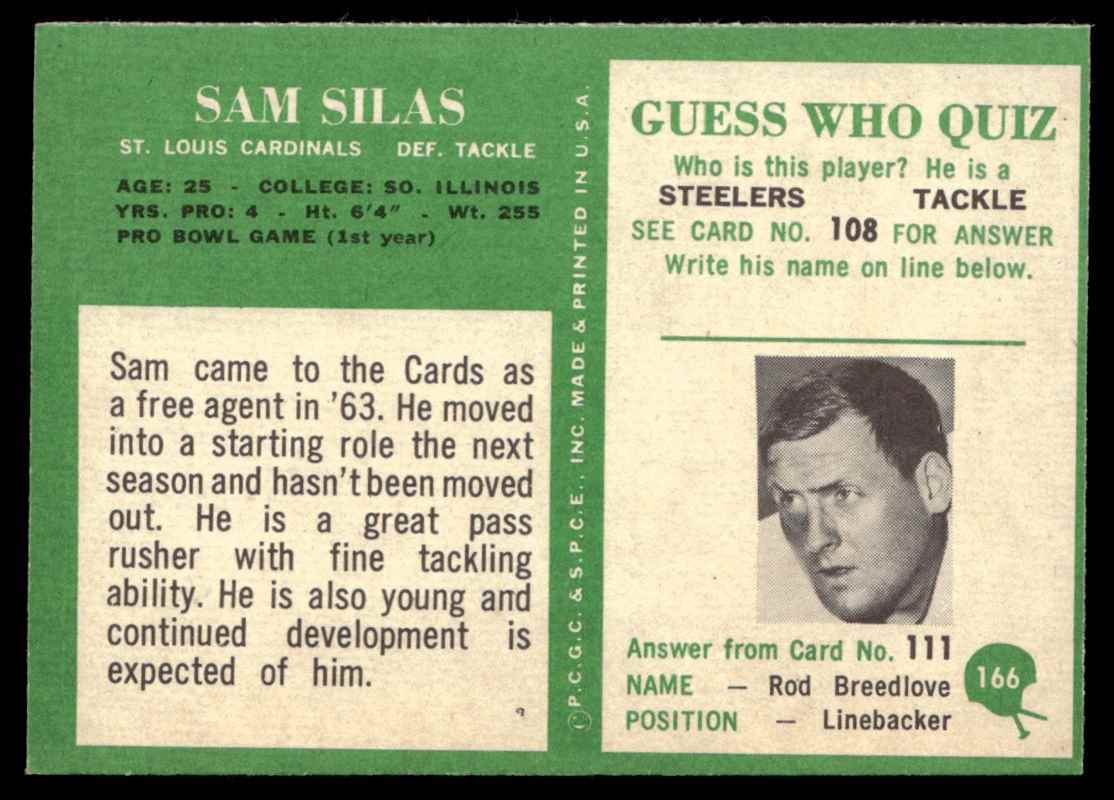 SAM SILAS
ST. LOUIS CARDINALS DEF. TACKLE
AGE: 25 - COLLEGE: SO. ILLINOIS
YRS. PRO: 4 - Ht. 6'4" - Wt. 255
PRO BOWL GAME (1st year)
Sam came to the Cards as
a free agent in '63. He moved
into a starting role the next
season and hasn't been moved
out. He is a great pass
rusher with fine tackling
ability. He is also young and
continued development is
expected of him.
©P.C.G.C. & S.P.C.E., INC. MADE & PRINTED IN U.S.A.
GUESS WHO QUIZ
Who is this player? He is a
STEELERS TACKLE
SEE CARD NO. 108 FOR ANSWER
Write his name on line below.
Answer from Card No. 111
NAME — Rod Breedlove
POSITION — Linebacker
166